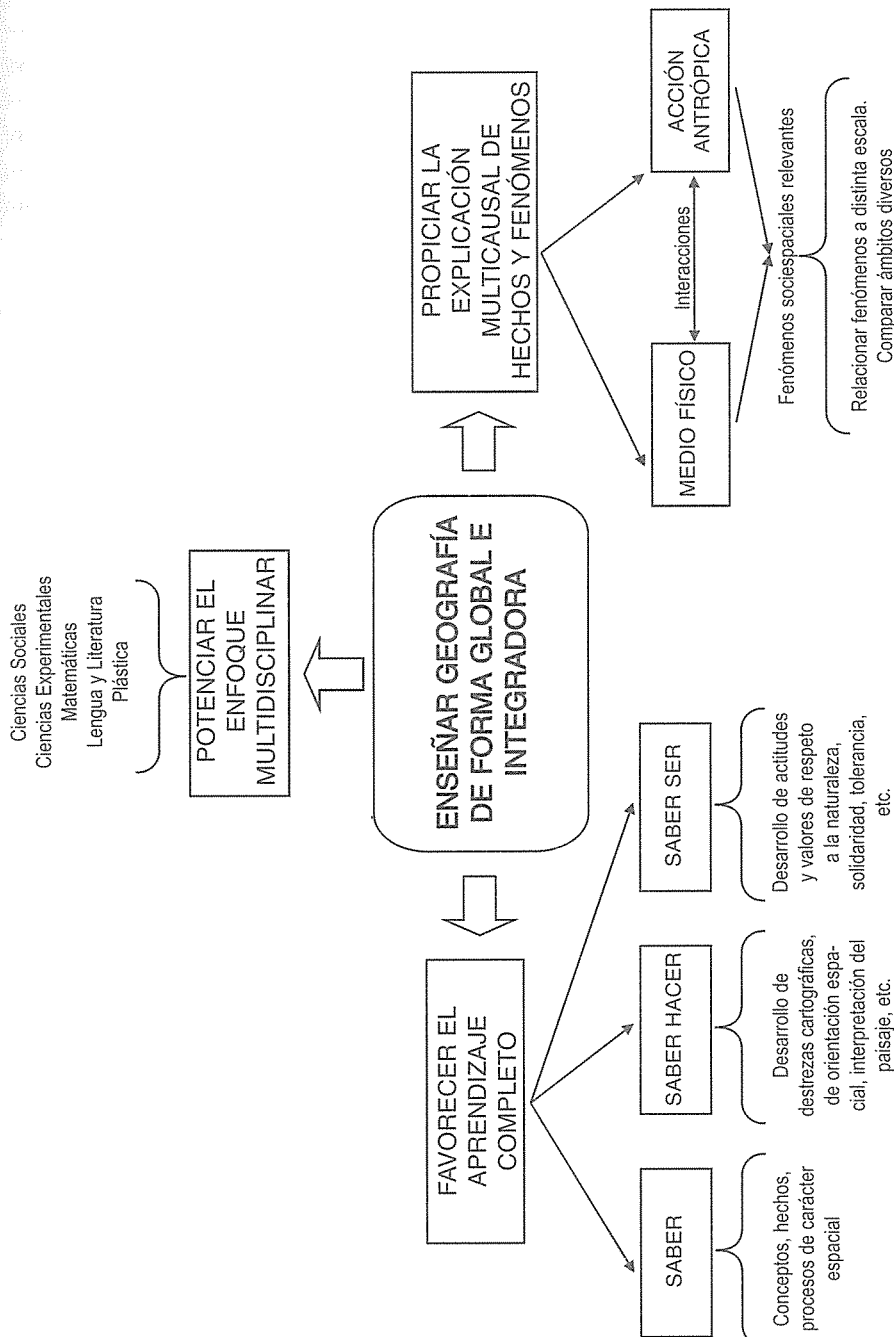 Ciencias Sociales
Ciencias Experimentales
Matemáticas
Lengua y Literatura
Plástica
POTENCIAR EL
ENFOQUE
MULTIDISCIPLINAR
ENSEÑAR GEOGRAFÍA
DE FORMA GLOBAL E
INTEGRADORA
FAVORECER EL
APRENDIZAJE
COMPLETO
SABER
Conceptos, hechos,
procesos de carácter
espacial
SABER HACER
Desarrollo de
destrezas cartográficas,
de orientación espa-
cial, interpretación del
paisaje, etc.
SABER SER
Desarrollo de actitudes
y valores de respeto
a la naturaleza,
solidaridad, tolerancia,
etc.
PROPICIAR LA
EXPLICACIÓN
MULTICAUSAL DE
HECHOS Y FENÓMENOS
MEDIO FÍSICO
Interacciones
ACCIÓN
ANTRÓPICA
Fenómenos sociespaciales relevantes
Relacionar fenómenos a distinta escala.
Comparar ámbitos diversos